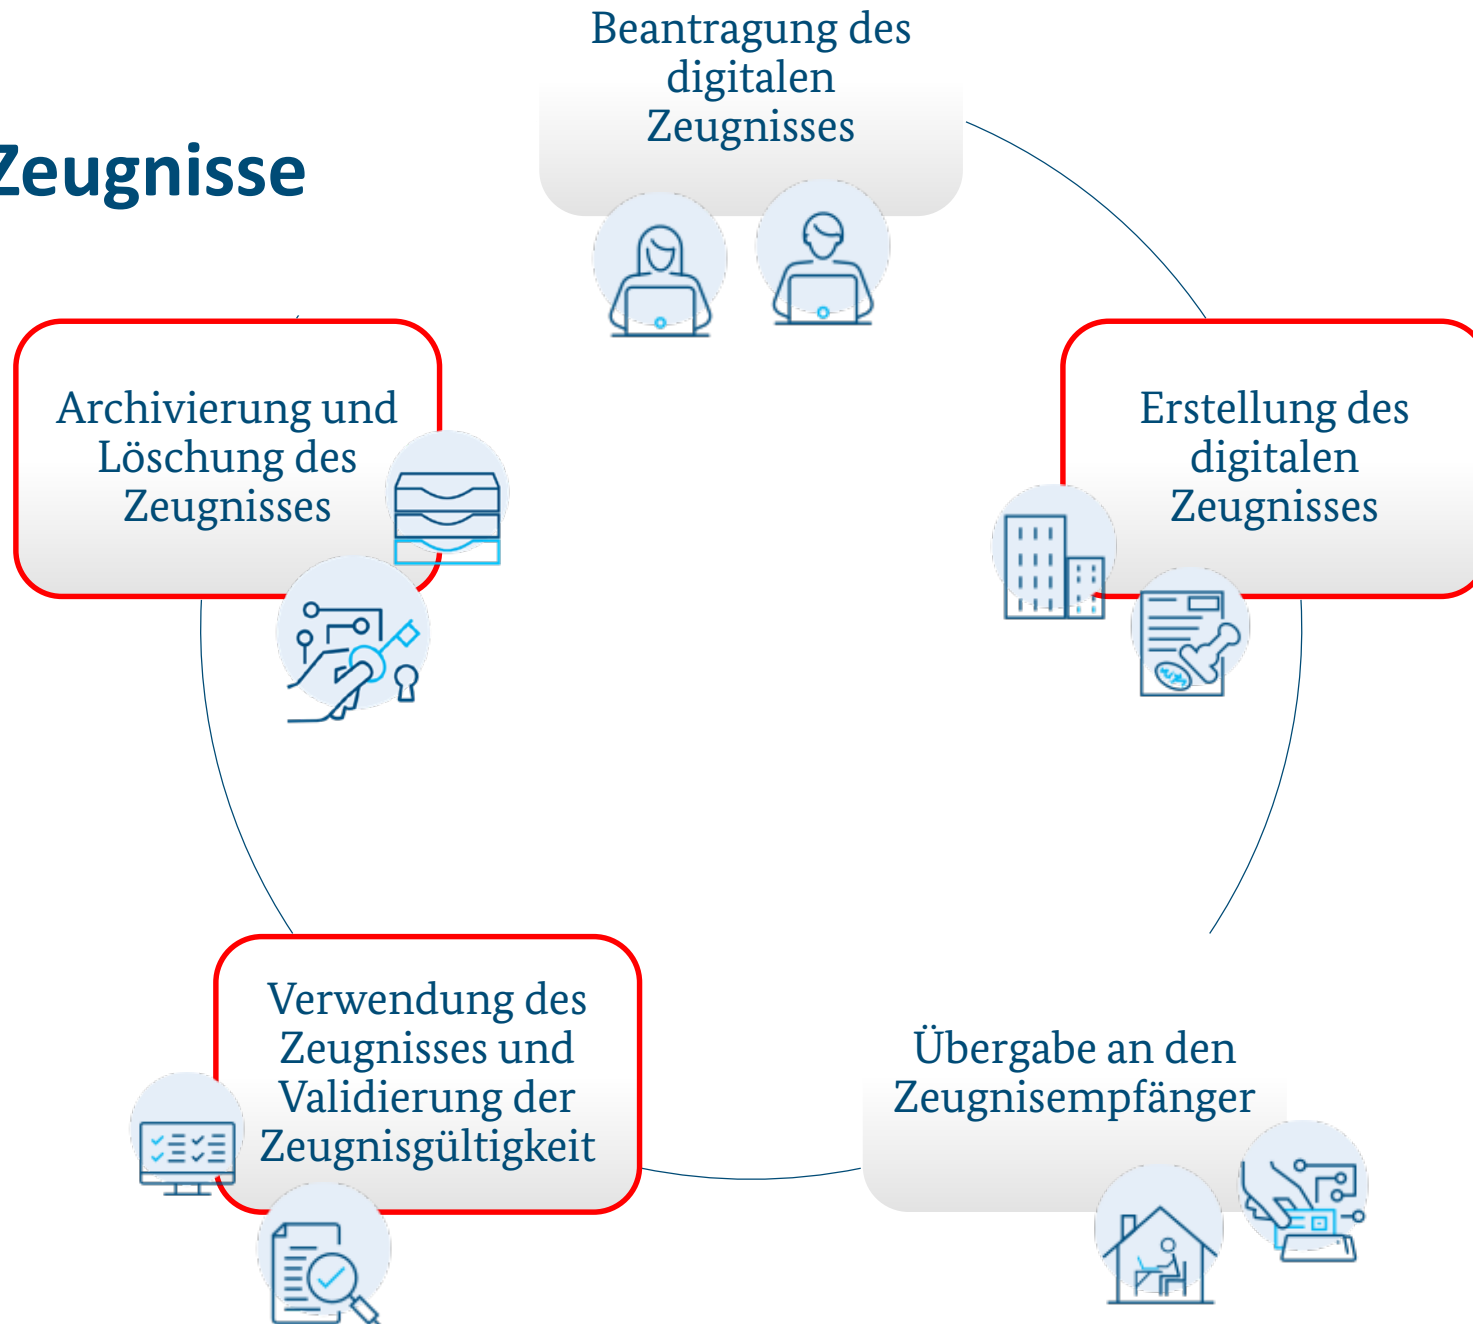 Zeugnisse
Beantragung des
digitalen
Zeugnisses
Erstellung des
digitalen
Zeugnisses
Übergabe an den
Zeugnisempfänger
Verwendung des
Zeugnisses und
Validierung der
Zeugnisgültigkeit
Archivierung und
Löschung des
Zeugnisses